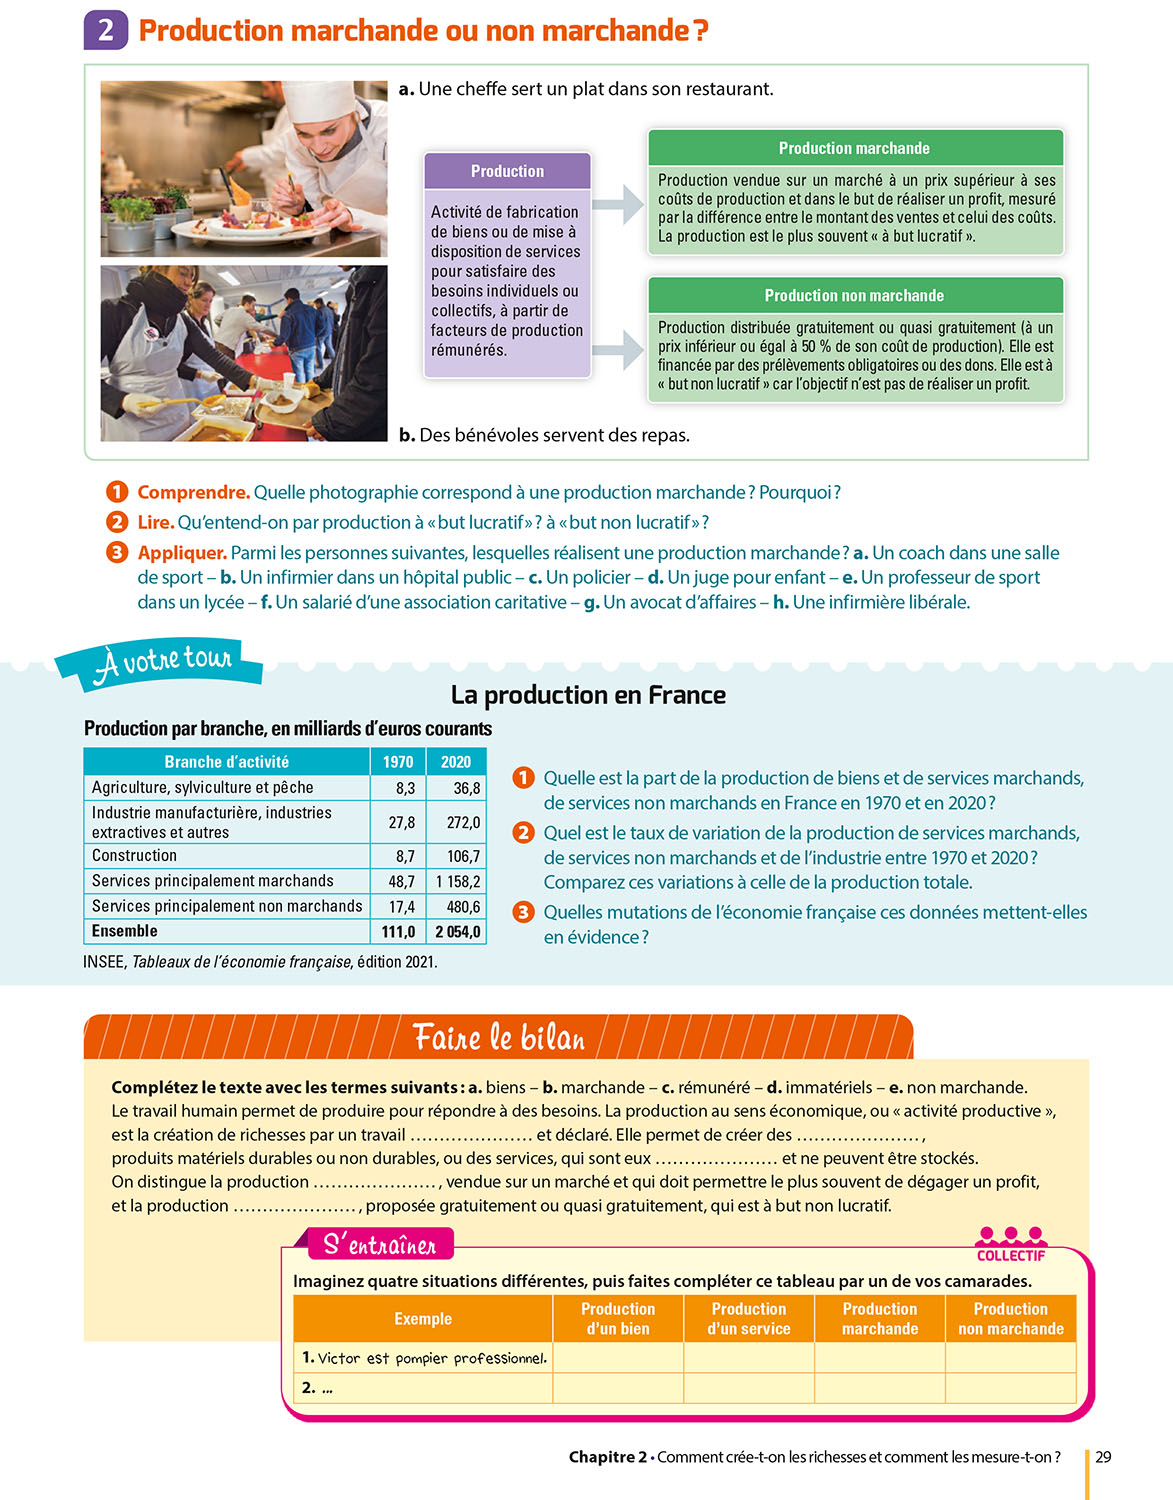 2 Production marchande ou non marchande ?
a. Une cheffe sert un plat dans son restaurant.
Production
Activité de fabrication
de biens ou de mise à
disposition de services
pour satisfaire des
besoins individuels ou
collectifs, à partir de
facteurs de production
rémunérés.
Production marchande
Production vendue sur un marché à un prix supérieur à ses
coûts de production et dans le but de réaliser un profit, mesuré
par la différence entre le montant des ventes et celui des coûts.
La production est le plus souvent « à but lucratif ».
Production non marchande
Production distribuée gratuitement ou quasi gratuitement (à un
prix inférieur ou égal à 50 % de son coût de production). Elle est
financée par des prélèvements obligatoires ou des dons. Elle est à
« but non lucratif » car l'objectif n'est pas de réaliser un profit.
b. Des bénévoles servent des repas.
1 Comprendre. Quelle photographie correspond à une production marchande ? Pourquoi ?
2 Lire. Qu'entend-on par production à « but lucratif » ? à « but non lucratif » ?
3 Appliquer. Parmi les personnes suivantes, lesquelles réalisent une production marchande ? a. Un coach dans une salle
de sport – b. Un infirmier dans un hôpital public – c. Un policier – d. Un juge pour enfant – e. Un professeur de sport
dans un lycée – f. Un salarié d'une association caritative – g. Un avocat d'affaires – h. Une infirmière libérale.
À votre tour
La production en France
Production par branche, en milliards d'euros courants
Branche d'activité 1970 2020
Agriculture, sylviculture et pêche 8,3 36,8
Industrie manufacturière, industries
extractives et autres 27,8 272,0
Construction 8,7 106,7
Services principalement marchands 48,7 1 158,2
Services principalement non marchands 17,4 480,6
Ensemble 111,0 2 054,0
INSEE, Tableaux de l'économie française, édition 2021.
1 Quelle est la part de la production de biens et de services marchands,
de services non marchands en France en 1970 et en 2020 ?
2 Quel est le taux de variation de la production de services marchands,
de services non marchands et de l'industrie entre 1970 et 2020 ?
Comparez ces variations à celle de la production totale.
3 Quelles mutations de l'économie française ces données mettent-elles
en évidence ?
Faire le bilan
Complétez le texte avec les termes suivants : a. biens – b. marchande – c. rémunéré – d. immatériels – e. non marchande.
Le travail humain permet de produire pour répondre à des besoins. La production au sens économique, ou « activité productive »,
est la création de richesses par un travail ..................... et déclaré. Elle permet de créer des ..................... ,
produits matériels durables ou non durables, ou des services, qui sont eux ..................... et ne peuvent être stockés.
On distingue la production ..................... , vendue sur un marché et qui doit permettre le plus souvent de dégager un profit,
et la production ..................... , proposée gratuitement ou quasi gratuitement, qui est à but non lucratif.
S'entraîner
COLLECTIF
Imaginez quatre situations différentes, puis faites compléter ce tableau par un de vos camarades.
Exemple
Production
d'un bien
Production
d'un service
Production
marchande
Production
non marchande
1. Victor est pompier professionnel.
2. ...
Chapitre 2 • Comment crée-t-on les richesses et comment les mesure-t-on ? 29